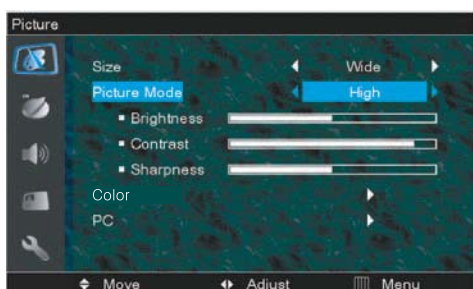 Picture
Size Wide
Picture Mode High
Brightness
Contrast
Sharpness
Color
PC
Move Adjust Menu